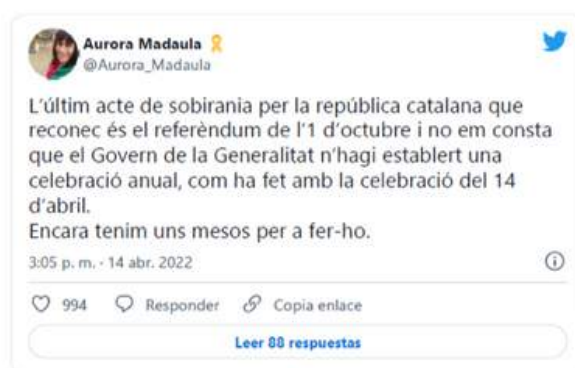 Aurora Madaula 🎗
@Aurora_Madaula
L'últim acte de sobirania per la república catalana que
reconec és el referèndum de l'1 d'octubre i no em consta
que el Govern de la Generalitat n'hagi establert una
celebració anual, com ha fet amb la celebració del 14
d'abril.
Encara tenim uns mesos per a fer-ho.
3:05 p. m. · 14 abr. 2022
994 Responder Copia enlace
Leer 88 respuestas